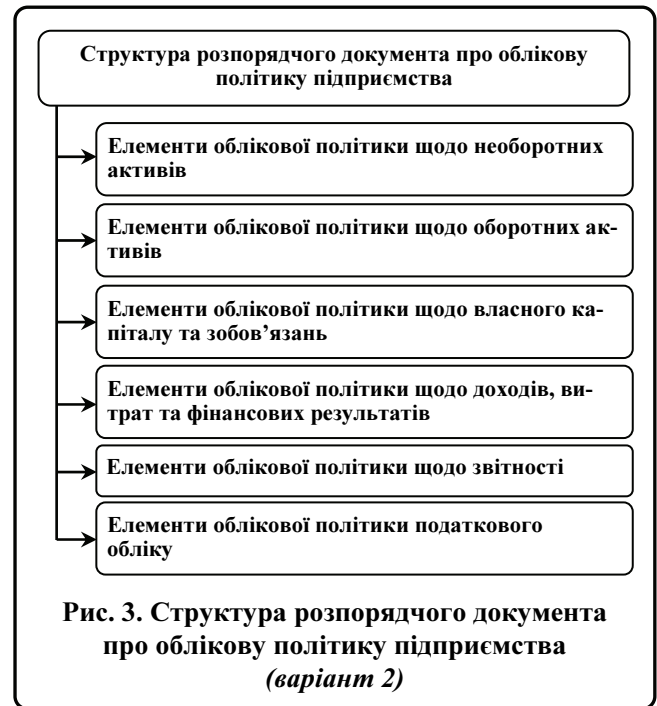 Структура розпорядчого документа про облікову
політику підприємства
Елементи облікової політики щодо необоротних
активів
Елементи облікової політики щодо оборотних ак-
тивів
Елементи облікової політики щодо власного ка-
піталу та зобов’язань
Елементи облікової політики щодо доходів, ви-
трат та фінансових результатів
Елементи облікової політики щодо звітності
Елементи облікової політики податкового
обліку
Рис. 3. Структура розпорядчого документа
про облікову політику підприємства
(варіант 2)